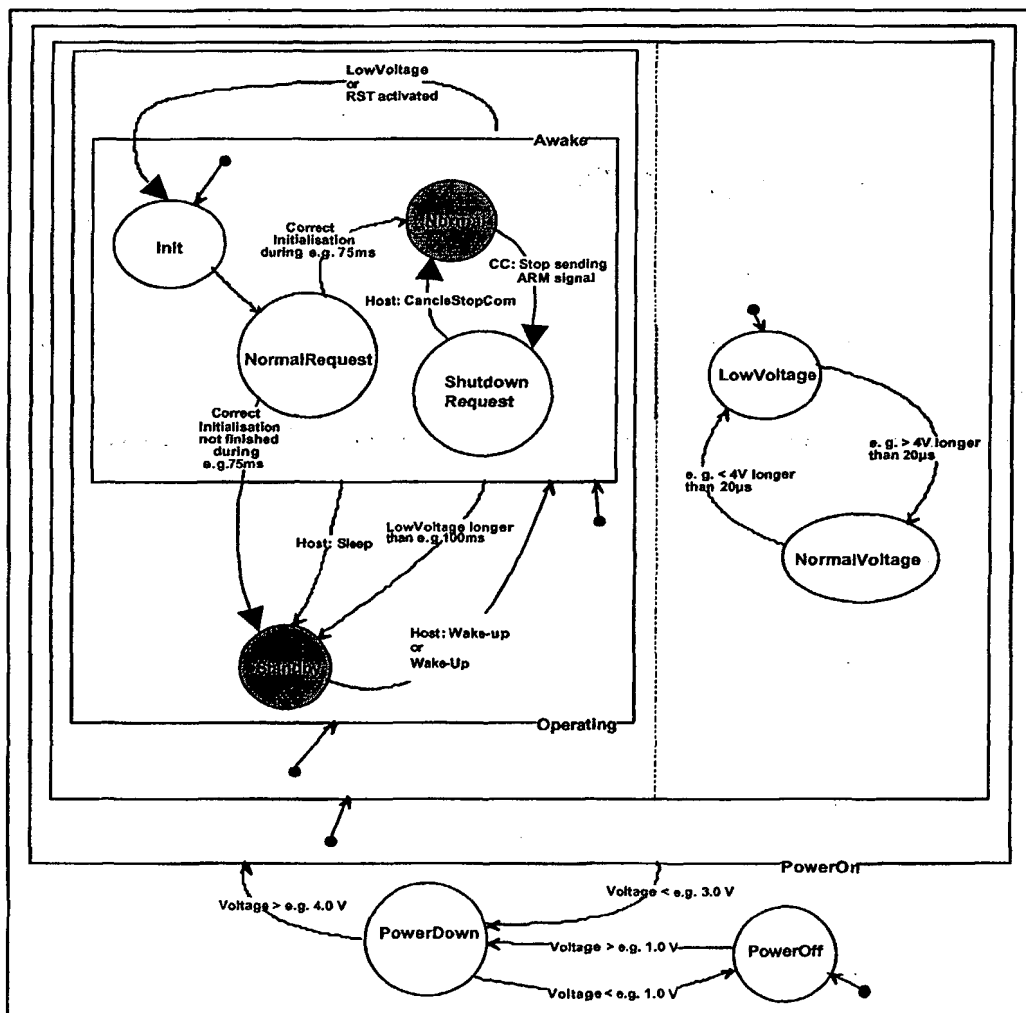 LowVoltage
or
RST activated
Awake
Init
Correct
Initialisation
during e.g. 75ms
Normal
CC: Stop sending
ARM signal
Host: CancleStopCom
NormalRequest
Shutdown
Request
Correct
Initialisation
not finished
during
e.g.75ms
Host: Sleep
LowVoltage longer
than e.g.100ms
Host: Wake-up
or
Wake-Up
Standby
Operating
LowVoltage
e. g. > 4V longer
than 20µs
e. g. < 4V longer
than 20µs
NormalVoltage
PowerOn
Voltage > e.g. 4.0 V
Voltage < e.g. 3.0 V
PowerDown
Voltage > e.g. 1.0 V
PowerOff
Voltage < e.g. 1.0 V